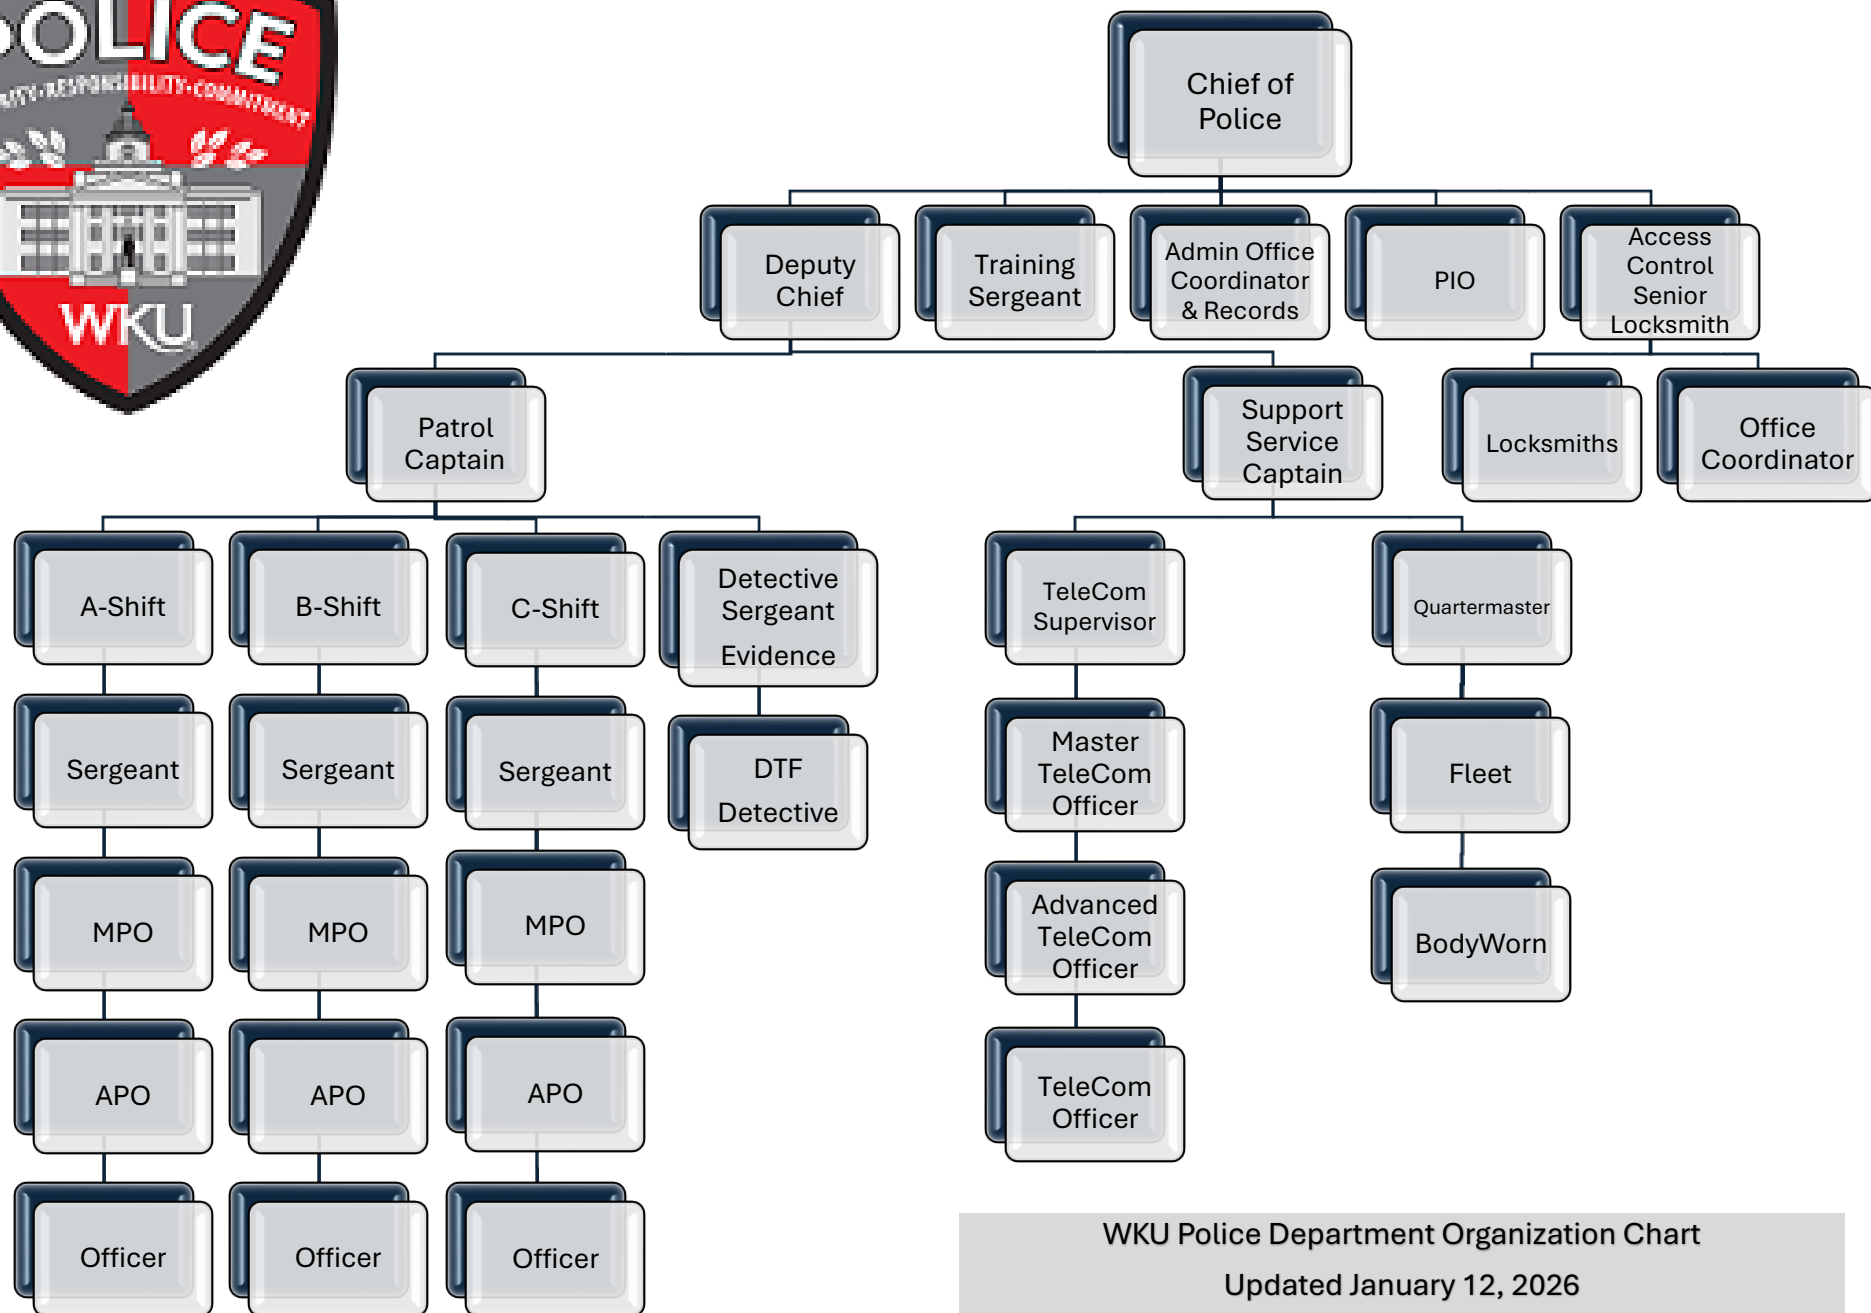 POLICE
RESPONSIBILITY•COMMITMENT
WKU
Chief of
Police
Deputy
Chief
Training
Sergeant
Admin Office
Coordinator
& Records
PIO
Access
Control
Senior
Locksmith
Patrol
Captain
Support
Service
Captain
Locksmiths
Office
Coordinator
A-Shift
B-Shift
C-Shift
Detective
Sergeant
Evidence
TeleCom
Supervisor
Quartermaster
Sergeant
Sergeant
Sergeant
DTF
Detective
Master
TeleCom
Officer
Fleet
MPO
MPO
MPO
Advanced
TeleCom
Officer
BodyWorn
APO
APO
APO
TeleCom
Officer
Officer
Officer
Officer
WKU Police Department Organization Chart
Updated January 12, 2026